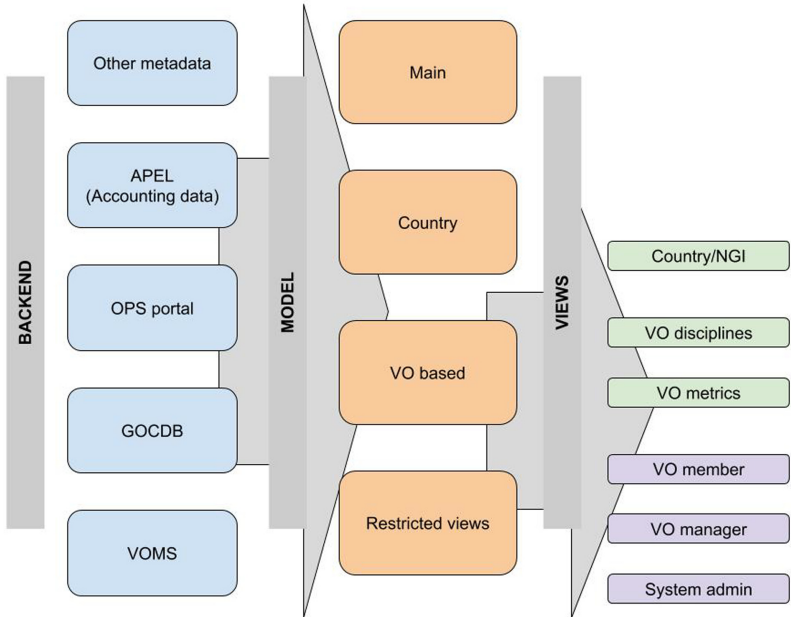 BACKEND
Other metadata
APEL
(Accounting data)
OPS portal
GOCDB
VOMS
MODEL
Main
Country
VO based
Restricted views
VIEWS
Country/NGI
VO disciplines
VO metrics
VO member
VO manager
System admin